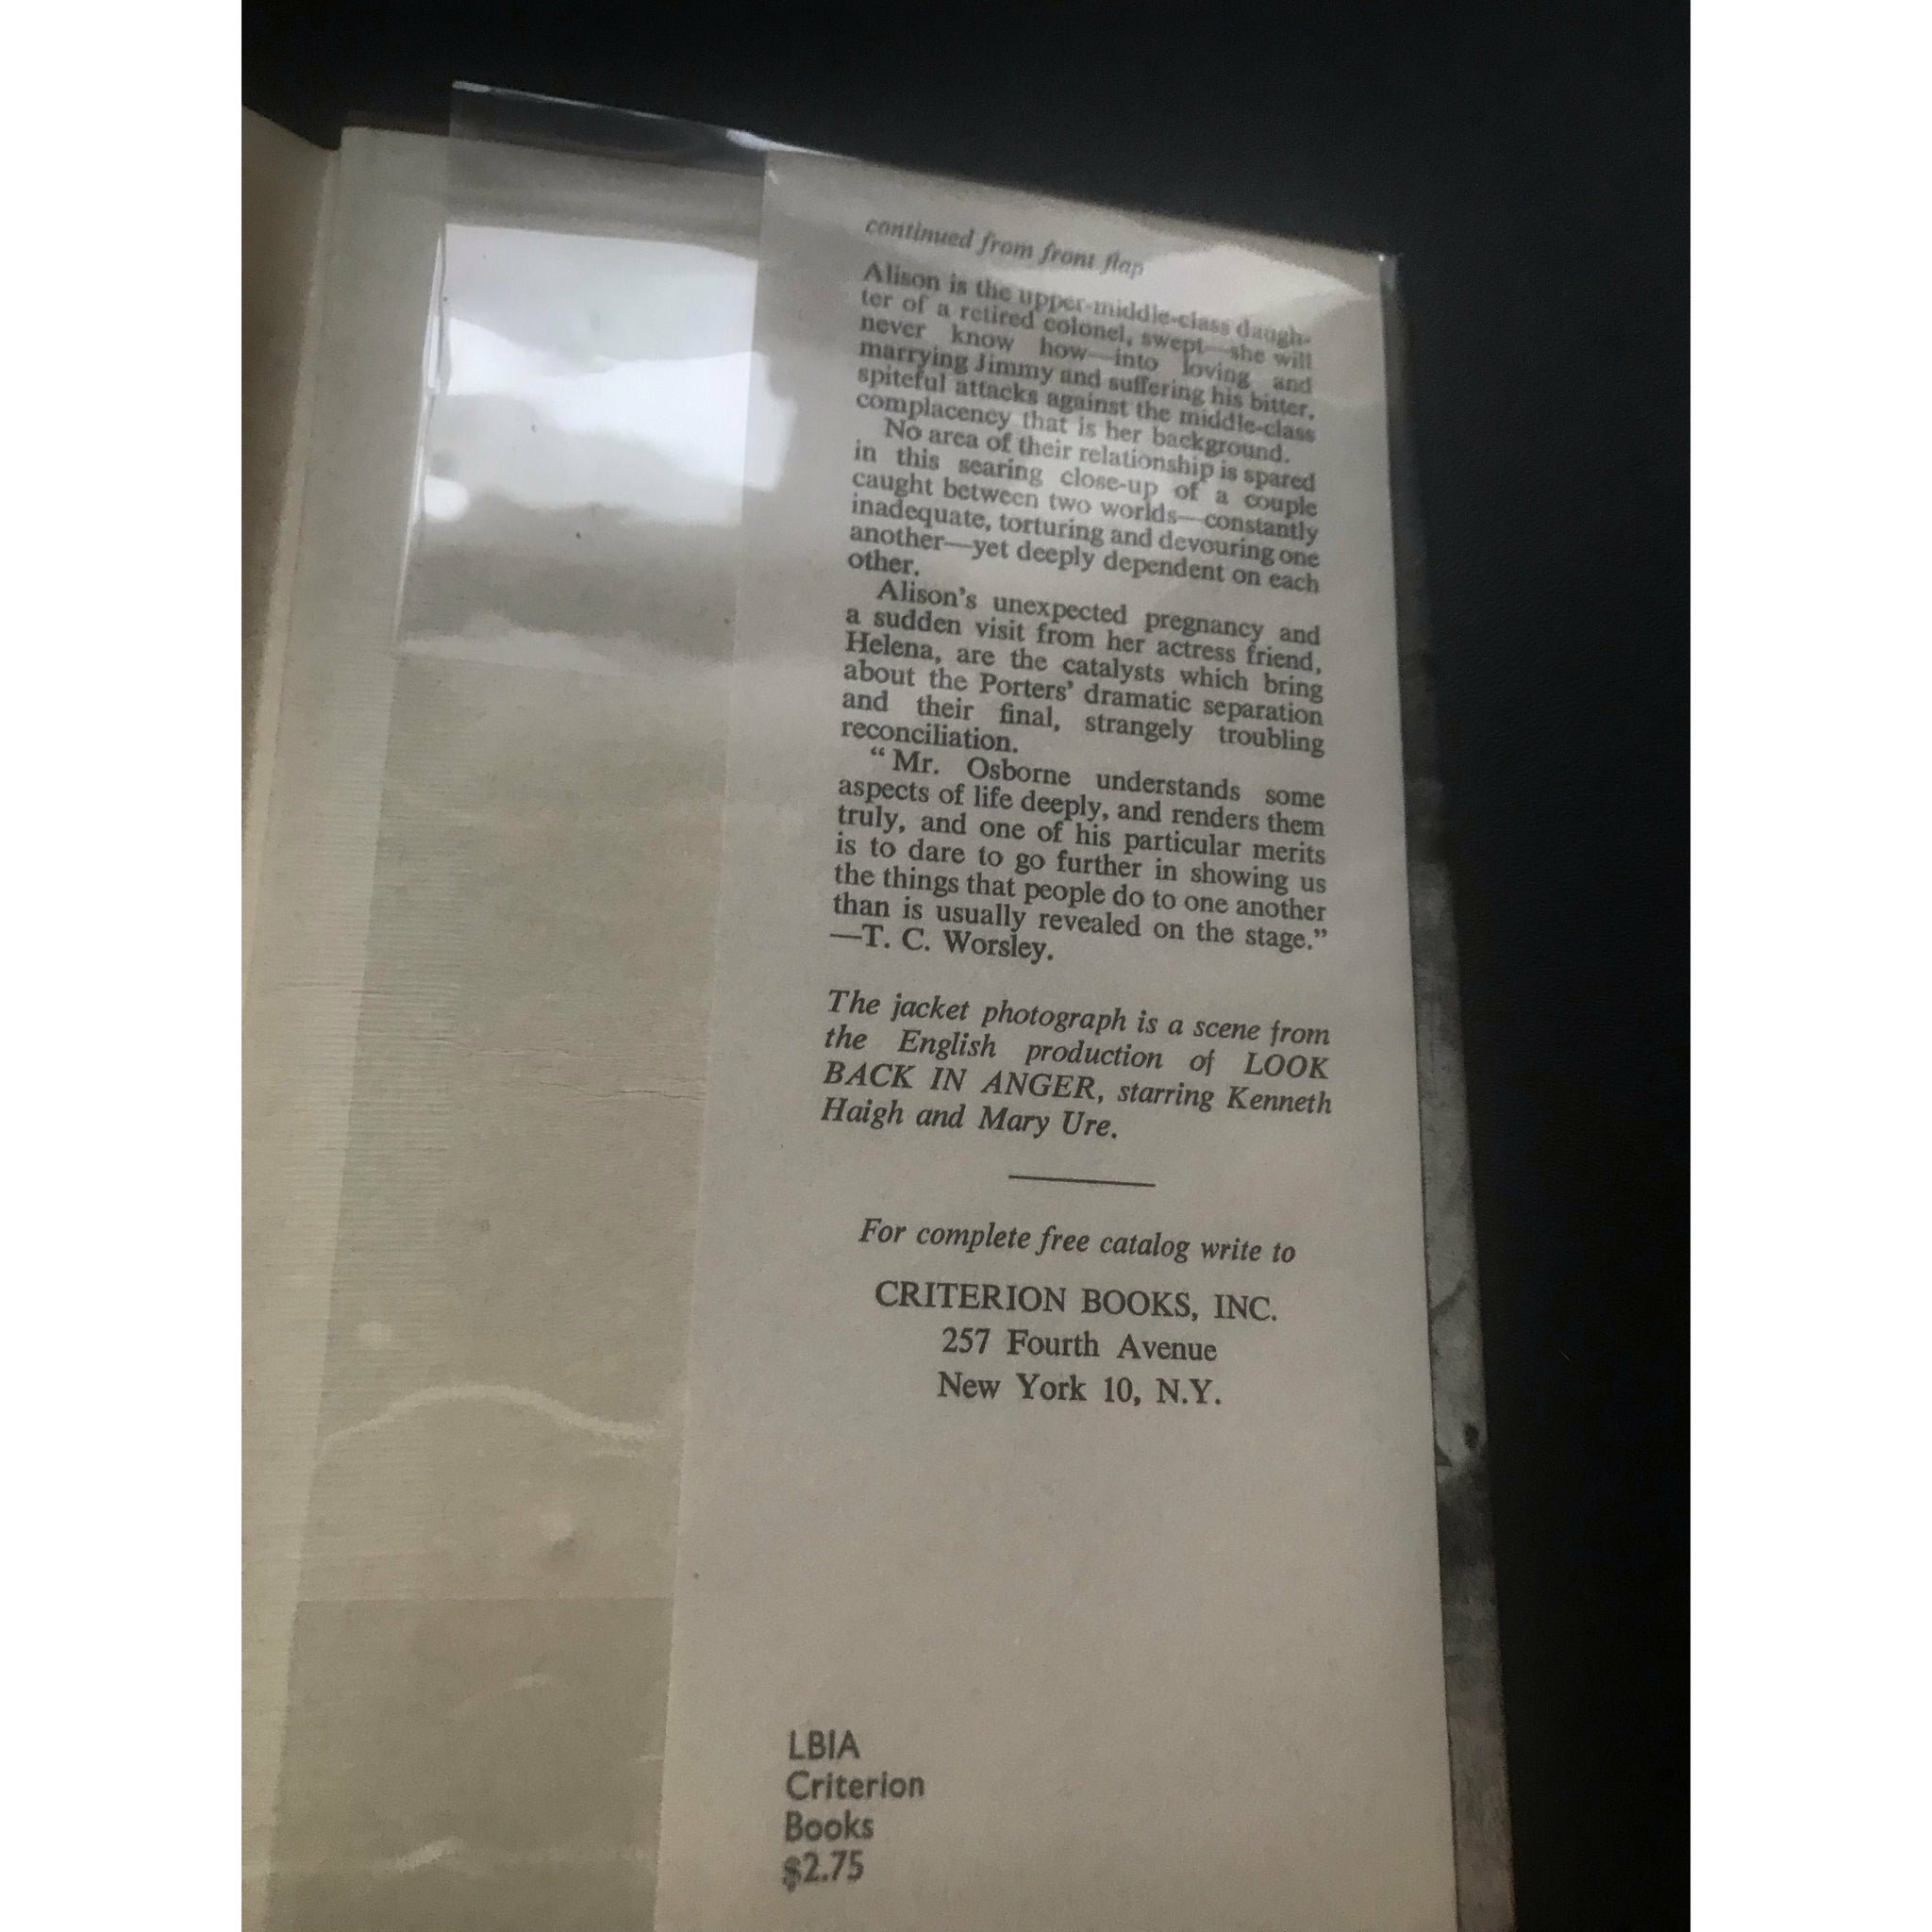 continued from front flap
Alison is the upper-middle-class daugh-
ter of a retired colonel, swept—she will
never know how—into loving and
marrying Jimmy and suffering his bitter,
spiteful attacks against the middle-class
complacency that is her background.
No area of their relationship is spared
in this searing close-up of a couple
caught between two worlds—constantly
inadequate, torturing and devouring one
another—yet deeply dependent on each
other.
Alison's unexpected pregnancy and
a sudden visit from her actress friend,
Helena, are the catalysts which bring
about the Porters' dramatic separation
and their final, strangely troubling
reconciliation.
"Mr. Osborne understands some
aspects of life deeply, and renders them
truly, and one of his particular merits
is to dare to go further in showing us
the things that people do to one another
than is usually revealed on the stage."
—T. C. Worsley.
The jacket photograph is a scene from
the English production of LOOK
BACK IN ANGER, starring Kenneth
Haigh and Mary Ure.
For complete free catalog write to
CRITERION BOOKS, INC.
257 Fourth Avenue
New York 10, N.Y.
LBIA
Criterion
Books
$2.75